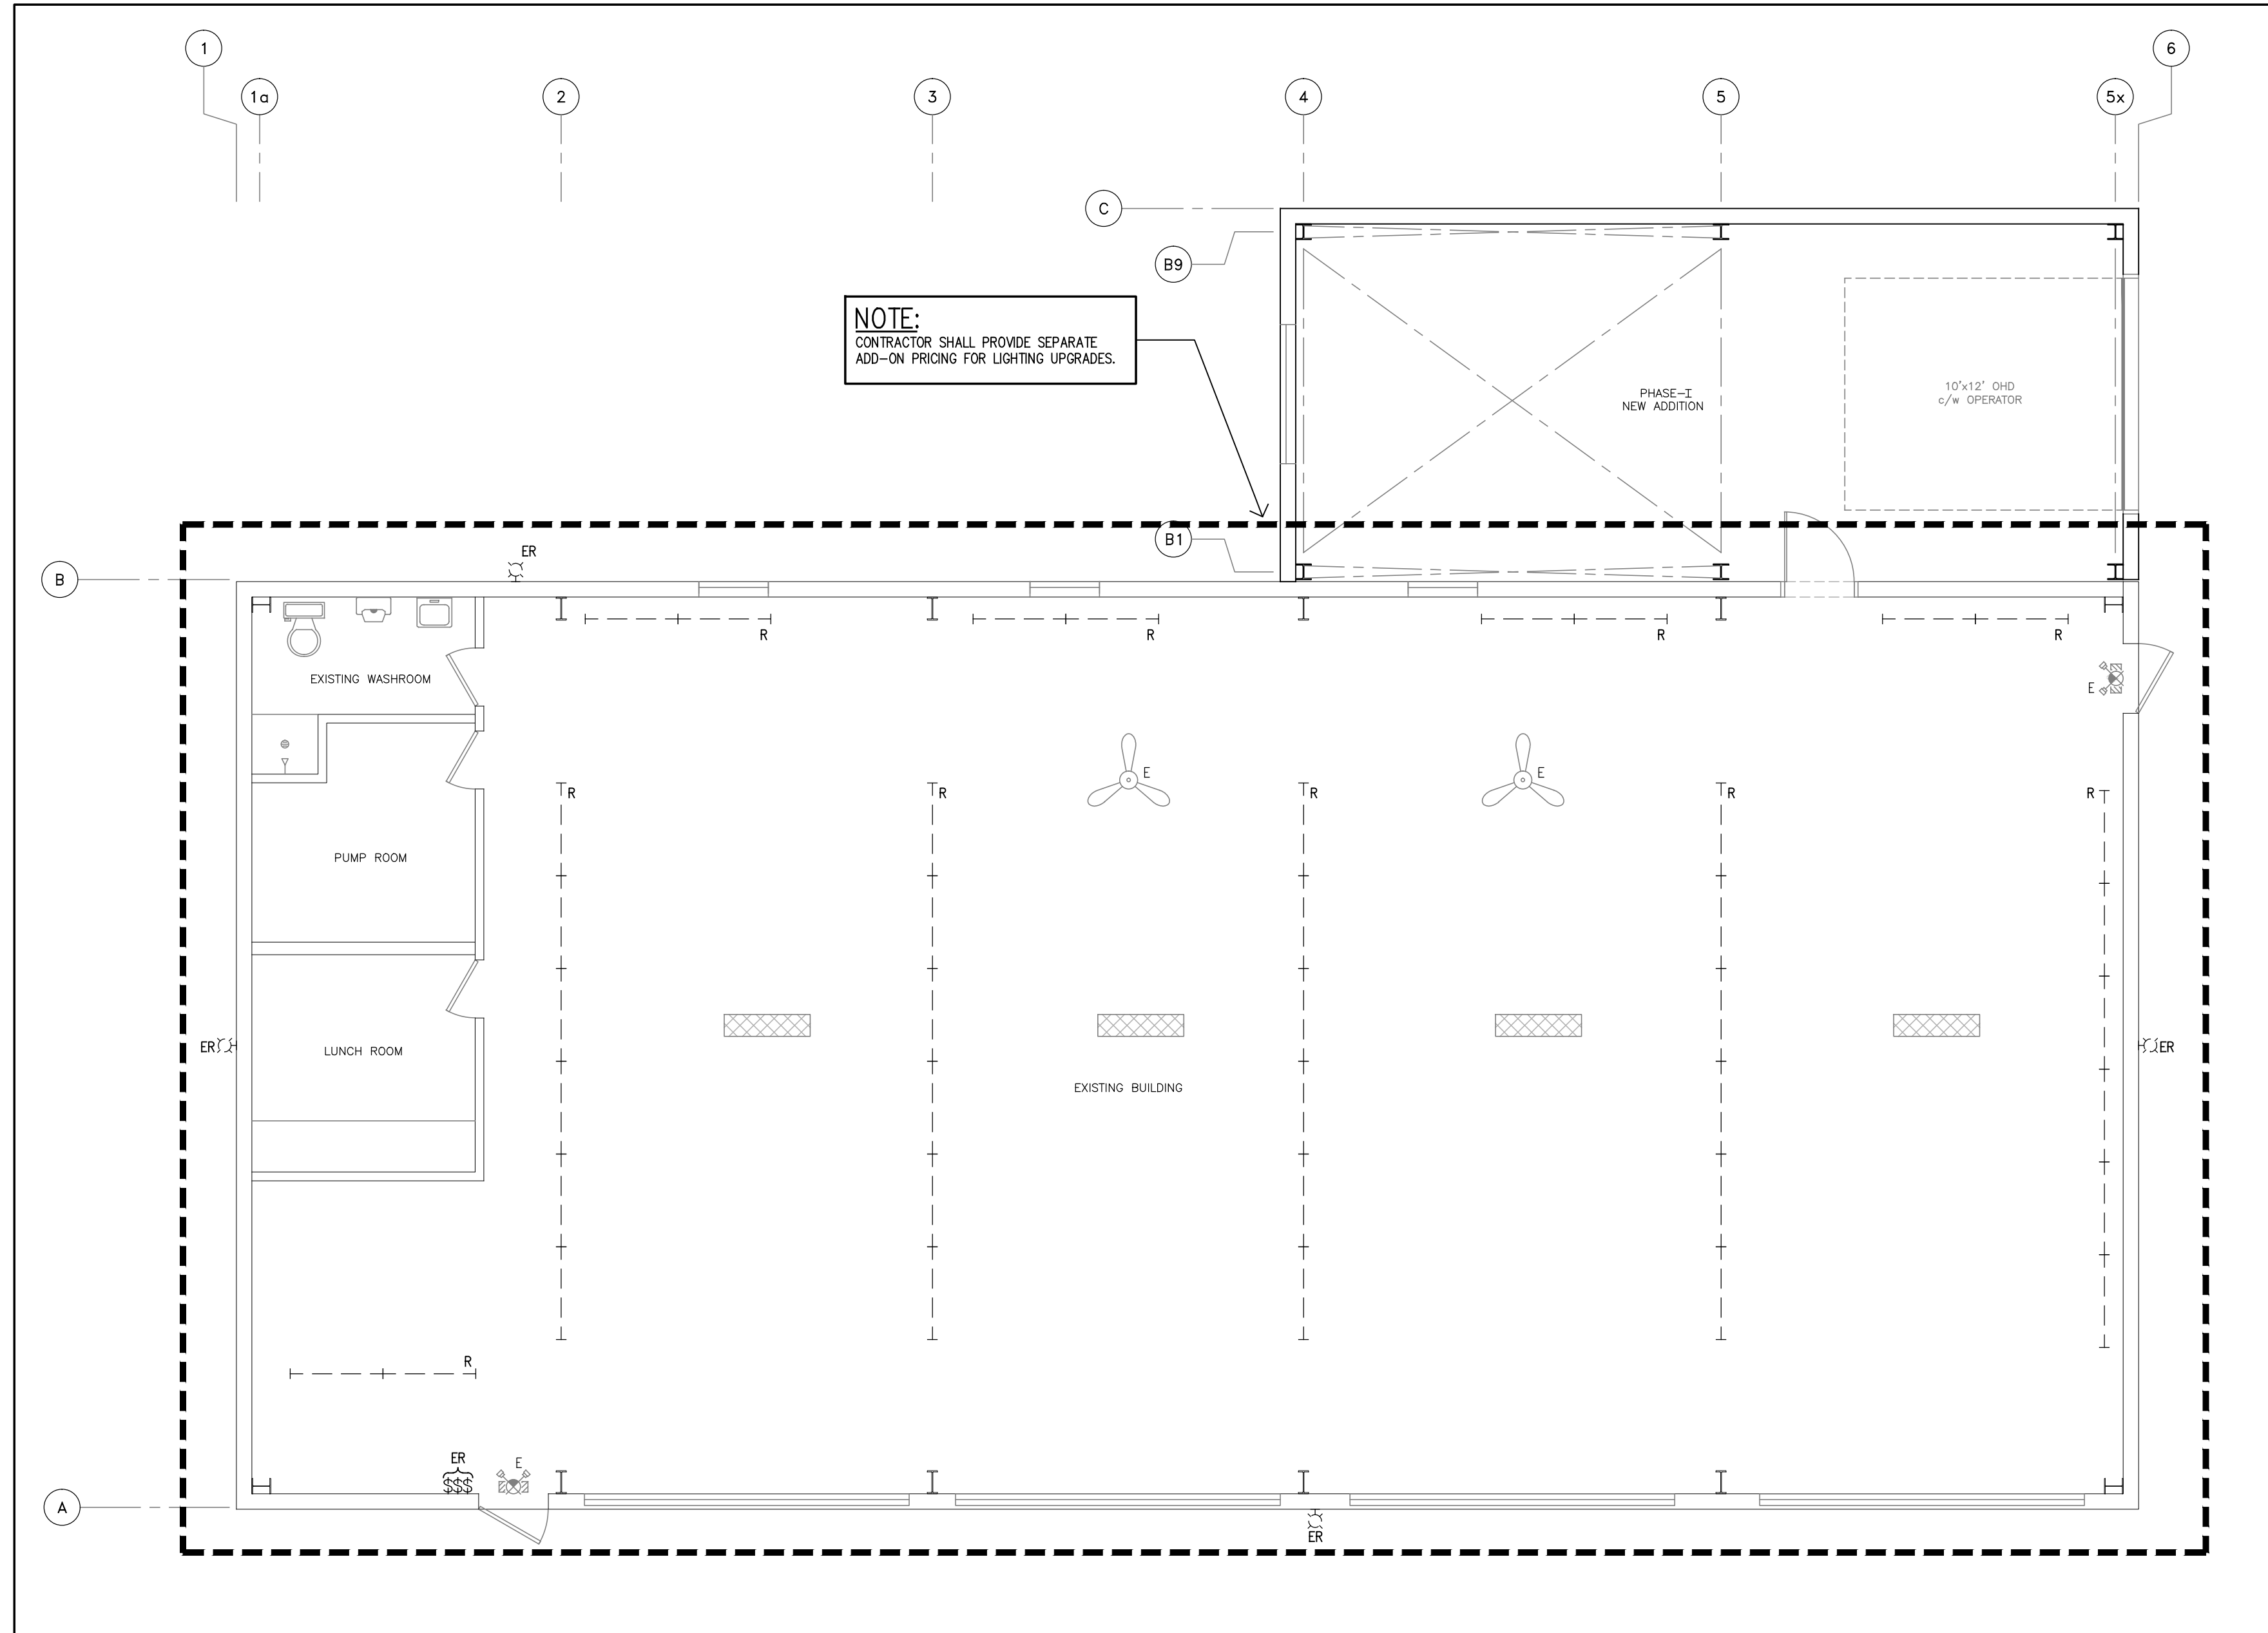 1
6
1a
2
3
4
5
5x
C
B9
NOTE:
CONTRACTOR SHALL PROVIDE SEPARATE
ADD-ON PRICING FOR LIGHTING UPGRADES.
PHASE-I
NEW ADDITION
10'x12' OHD
c/w OPERATOR
B1
ER
B
R
R
R
R
EXISTING WASHROOM
E
E
E
R
R
R
R
R
PUMP ROOM
ER
LUNCH ROOM
ER
EXISTING BUILDING
R
ER
E
$$$
A
ER